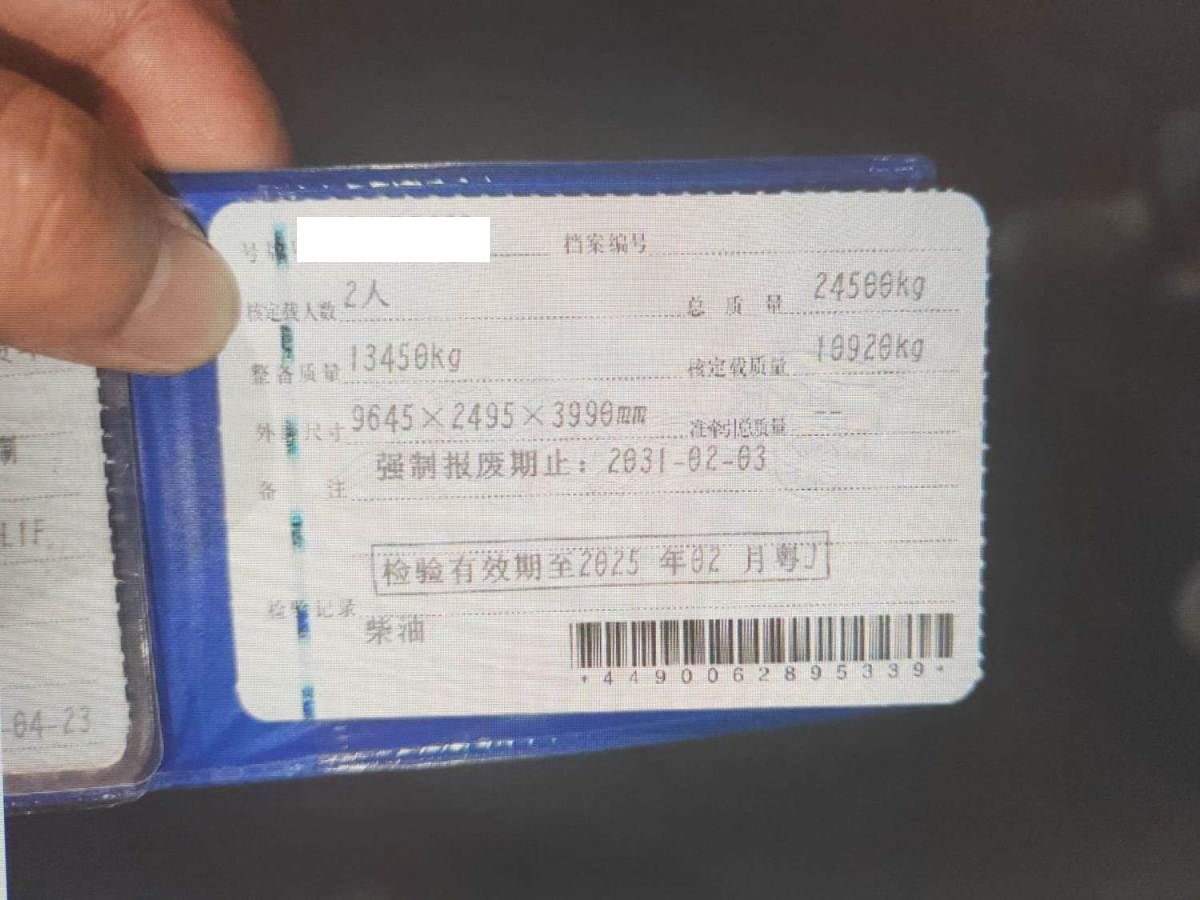 号牌
档案编号
核定载人数 2人
总质量 24500kg
整备质量 13450kg
核定载质量 10920kg
外 尺寸 9645×2495×3990mm
准牵引总质量 --
备注 强制报废期止：2031-02-03
检验有效期至2025 年02 月粤J
检验记录
柴油
*4490062895339*
制
LIF
-04-23